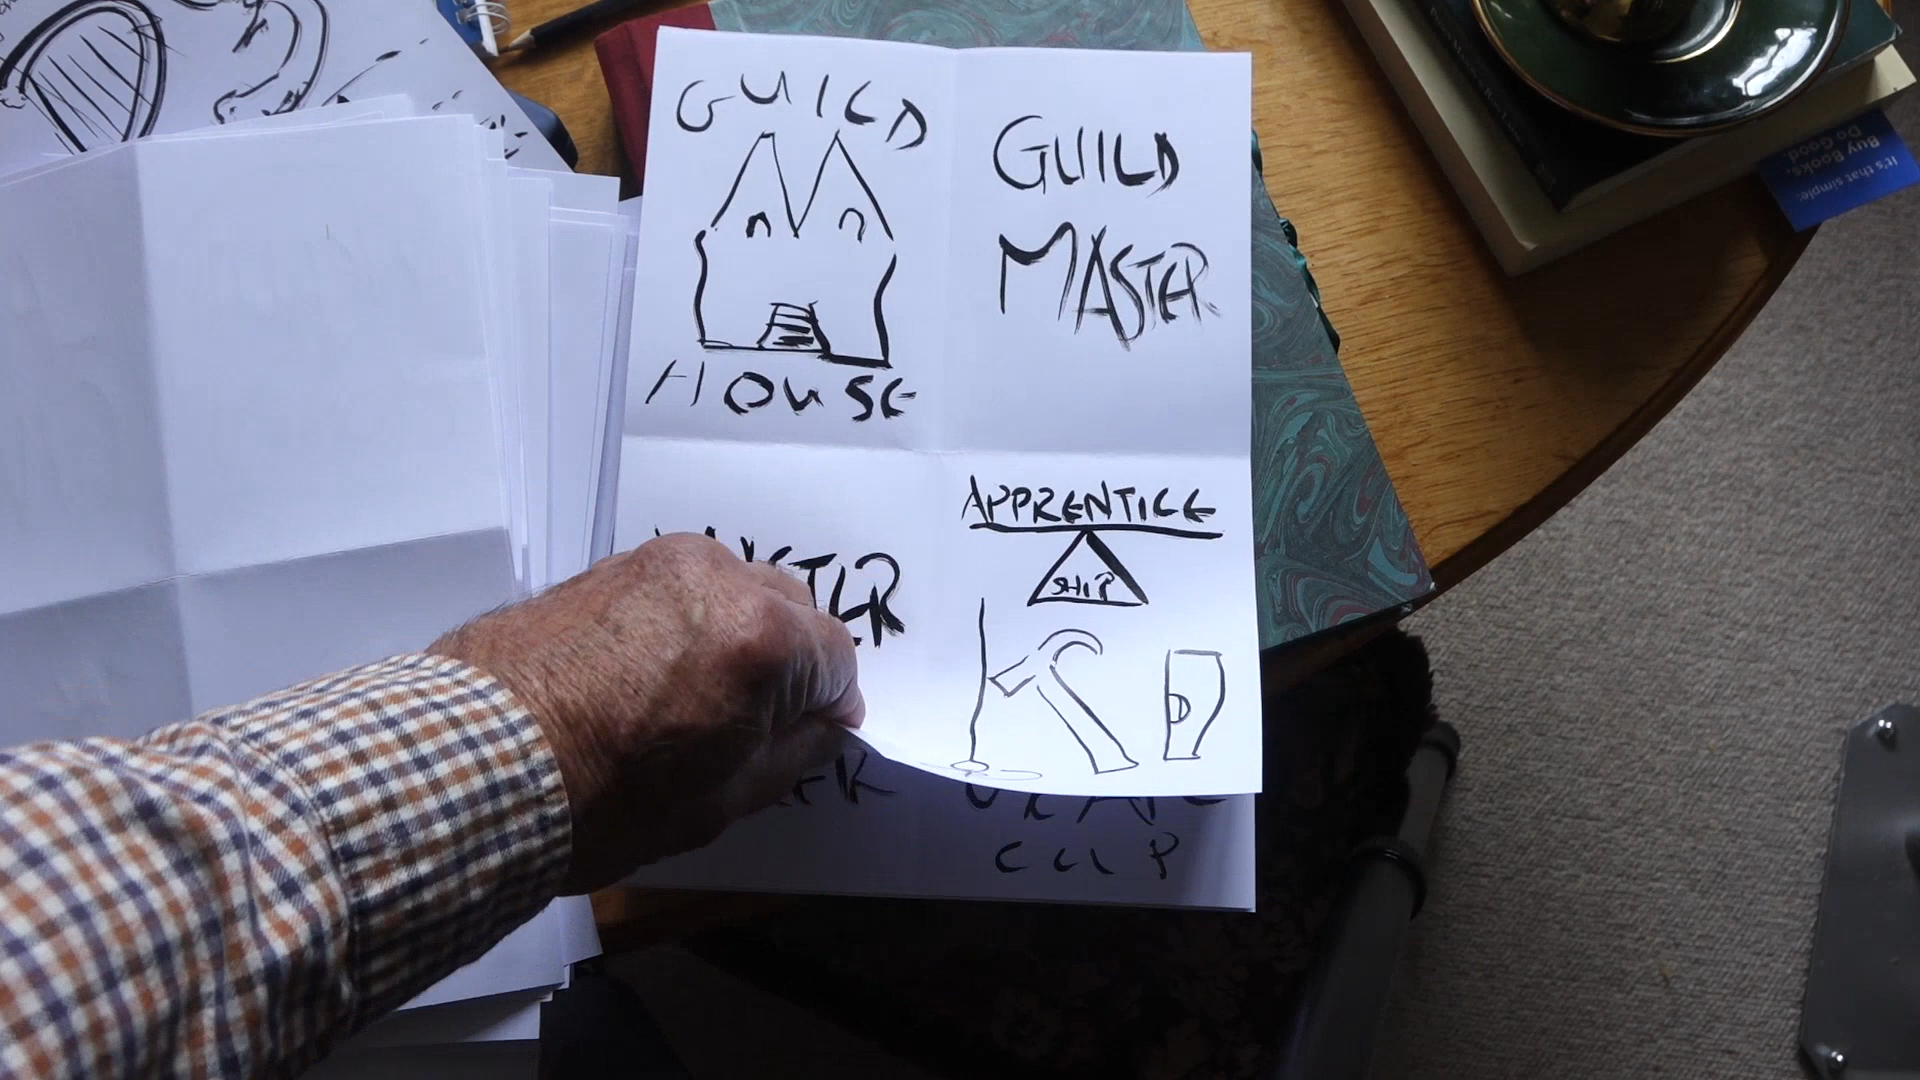 GUILD
HOUSE
GUILD
MASTER
APPRENTICE
SHIP
CUP
It's that simple.
Buy Books.
Do Good.